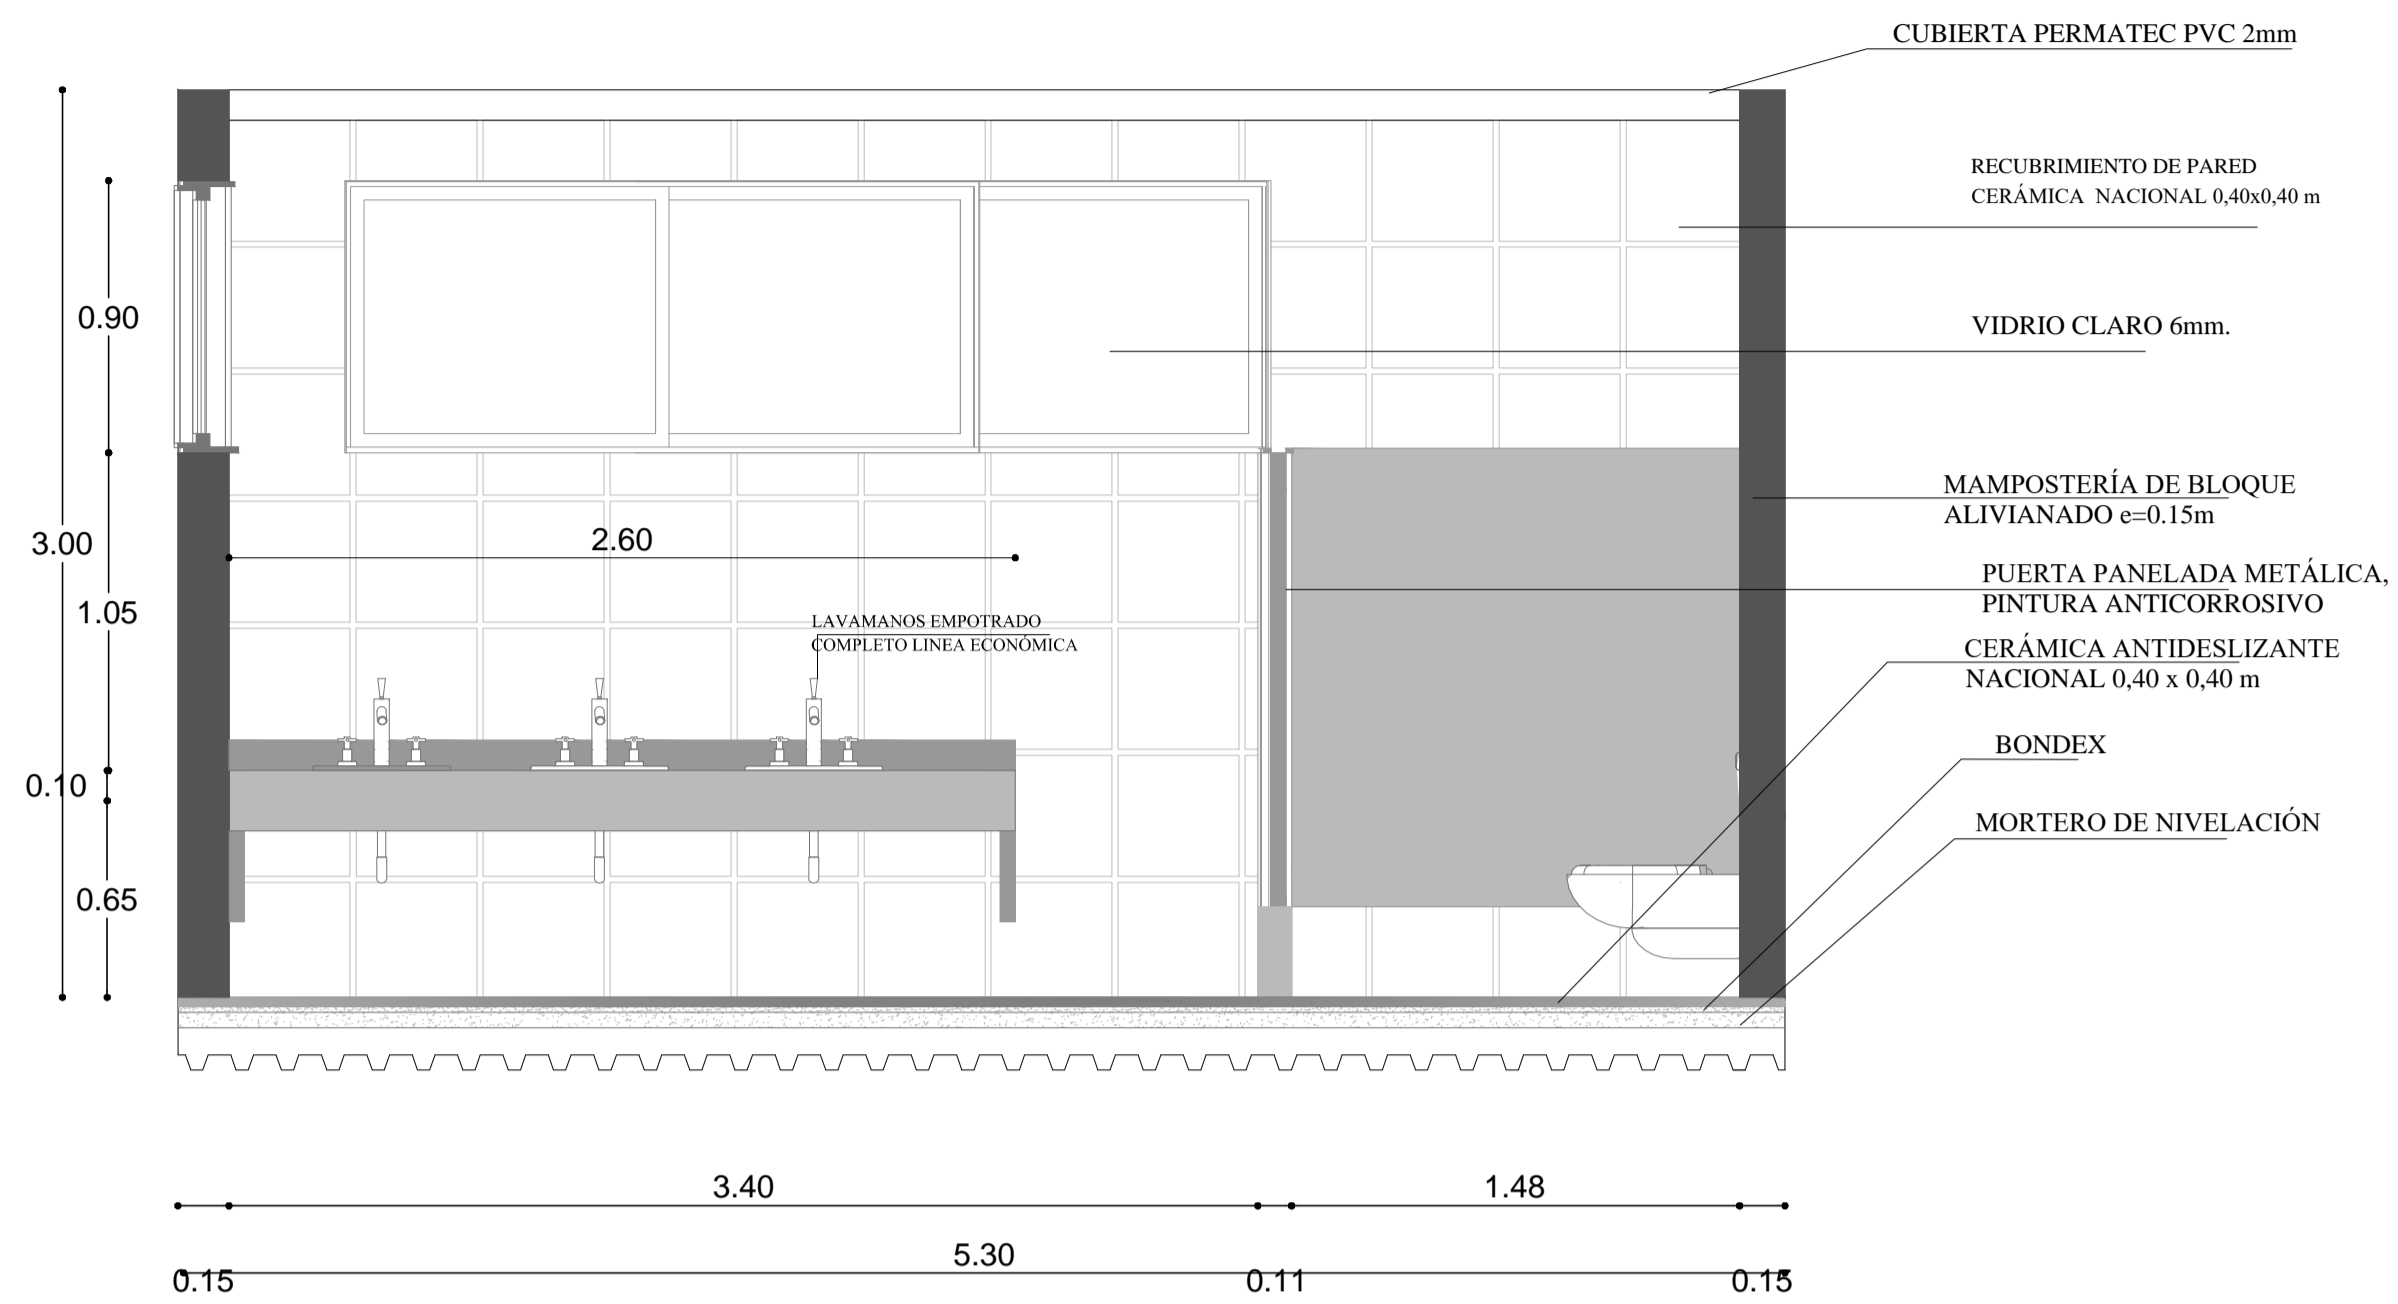 CUBIERTA PERMATEC PVC 2mm
RECUBRIMIENTO DE PARED
CERÁMICA NACIONAL 0,40x0,40 m
0.90
VIDRIO CLARO 6mm.
MAMPOSTERÍA DE BLOQUE
ALIVIANADO e=0.15m
3.00
2.60
PUERTA PANELADA METÁLICA,
PINTURA ANTICORROSIVO
1.05
LAVAMANOS EMPOTRADO
COMPLETO LINEA ECONÓMICA
CERÁMICA ANTIDESLIZANTE
NACIONAL 0,40 x 0,40 m
BONDEX
0.10
MORTERO DE NIVELACIÓN
0.65
3.40
1.48
5.30
0.15
0.11
0.15